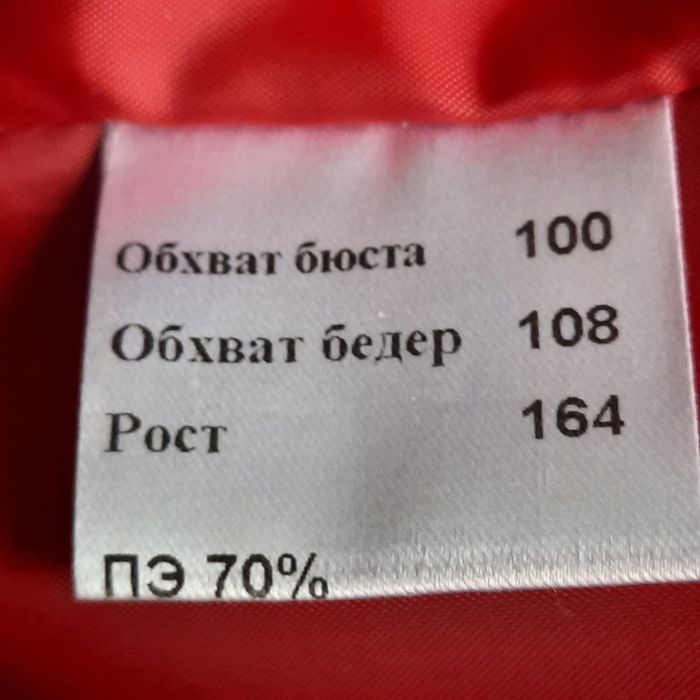 Обхват бюста 100
Обхват бедер 108
Рост 164
ПЭ 70%